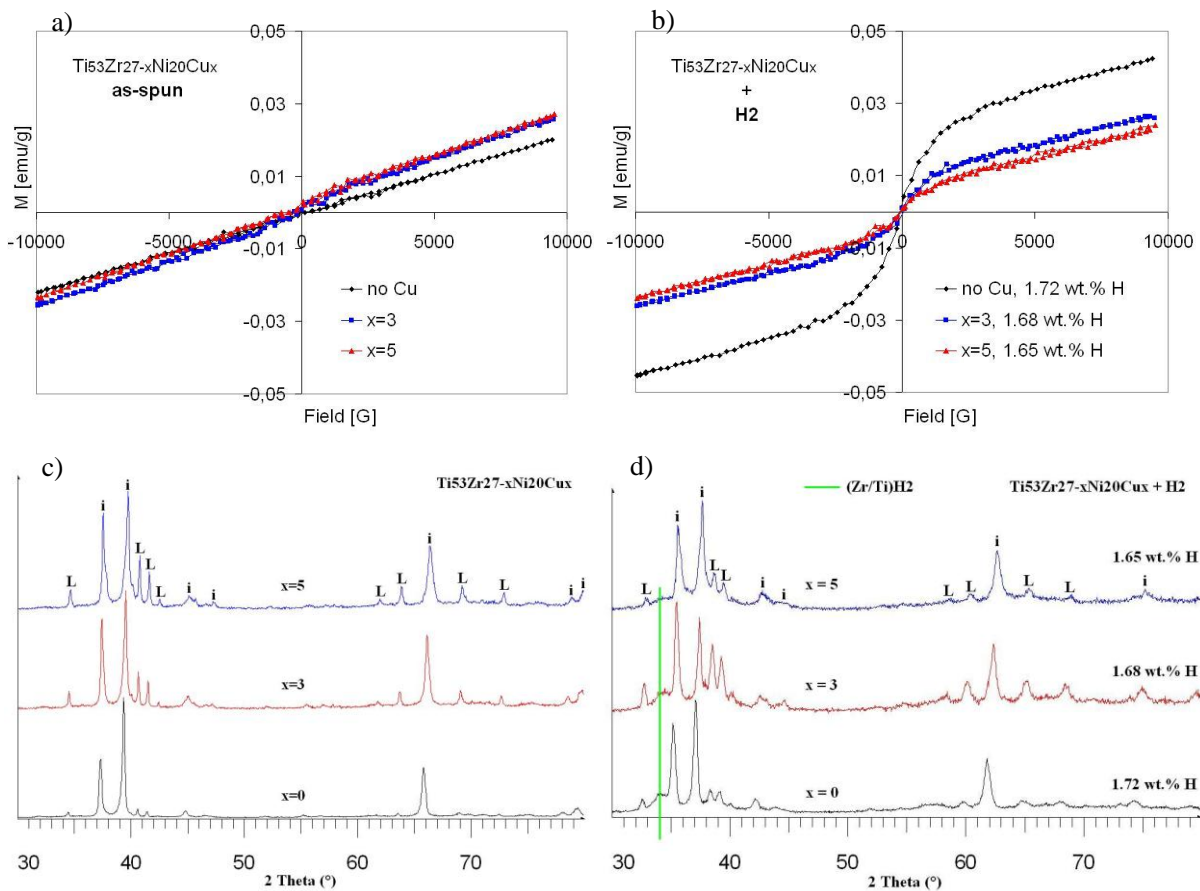 a)
0,05
Ti53Zr27-xNi20Cux
as-spun
0,03
M [emu/g]
0,01
-10000 -5000 -0,01 0 5000 10000
no Cu
x=3
-0,03
x=5
-0,05
Field [G]
b)
0,05
Ti53Zr27-xNi20Cux
+
H2
0,03
M [emu/g]
0,01
-10000 -5000 -0,01 0 5000 10000
no Cu, 1.72 wt.% H
x=3, 1.68 wt.% H
-0,03
x=5, 1.65 wt.% H
-0,05
Field [G]
c)
Ti53Zr27-xNi20Cux
i i L L L L i i L L i L L i i
x=5
x=3
x=0
30 40 50 60 70
2 Theta (°)
d)
(Zr/Ti)H2 Ti53Zr27-xNi20Cux + H2
1.65 wt.% H
L i i L L i i L L i L L i
x = 5
1.68 wt.% H
x = 3
1.72 wt.% H
x = 0
30 40 50 60 70
2 Theta (°)